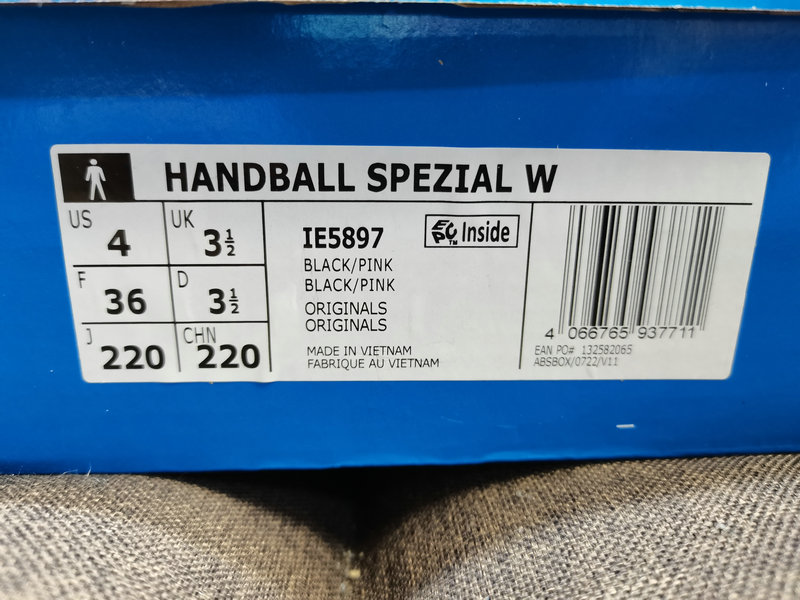 HANDBALL SPEZIAL W
US 4
UK 3½
F 36
D 3½
J 220
CHN 220
IE5897
EPC™ Inside
BLACK/PINK
BLACK/PINK
ORIGINALS
ORIGINALS
MADE IN VIETNAM
FABRIQUE AU VIETNAM
4 066765 937711
EAN PO# 132582065
ABSBOX/0722/V11